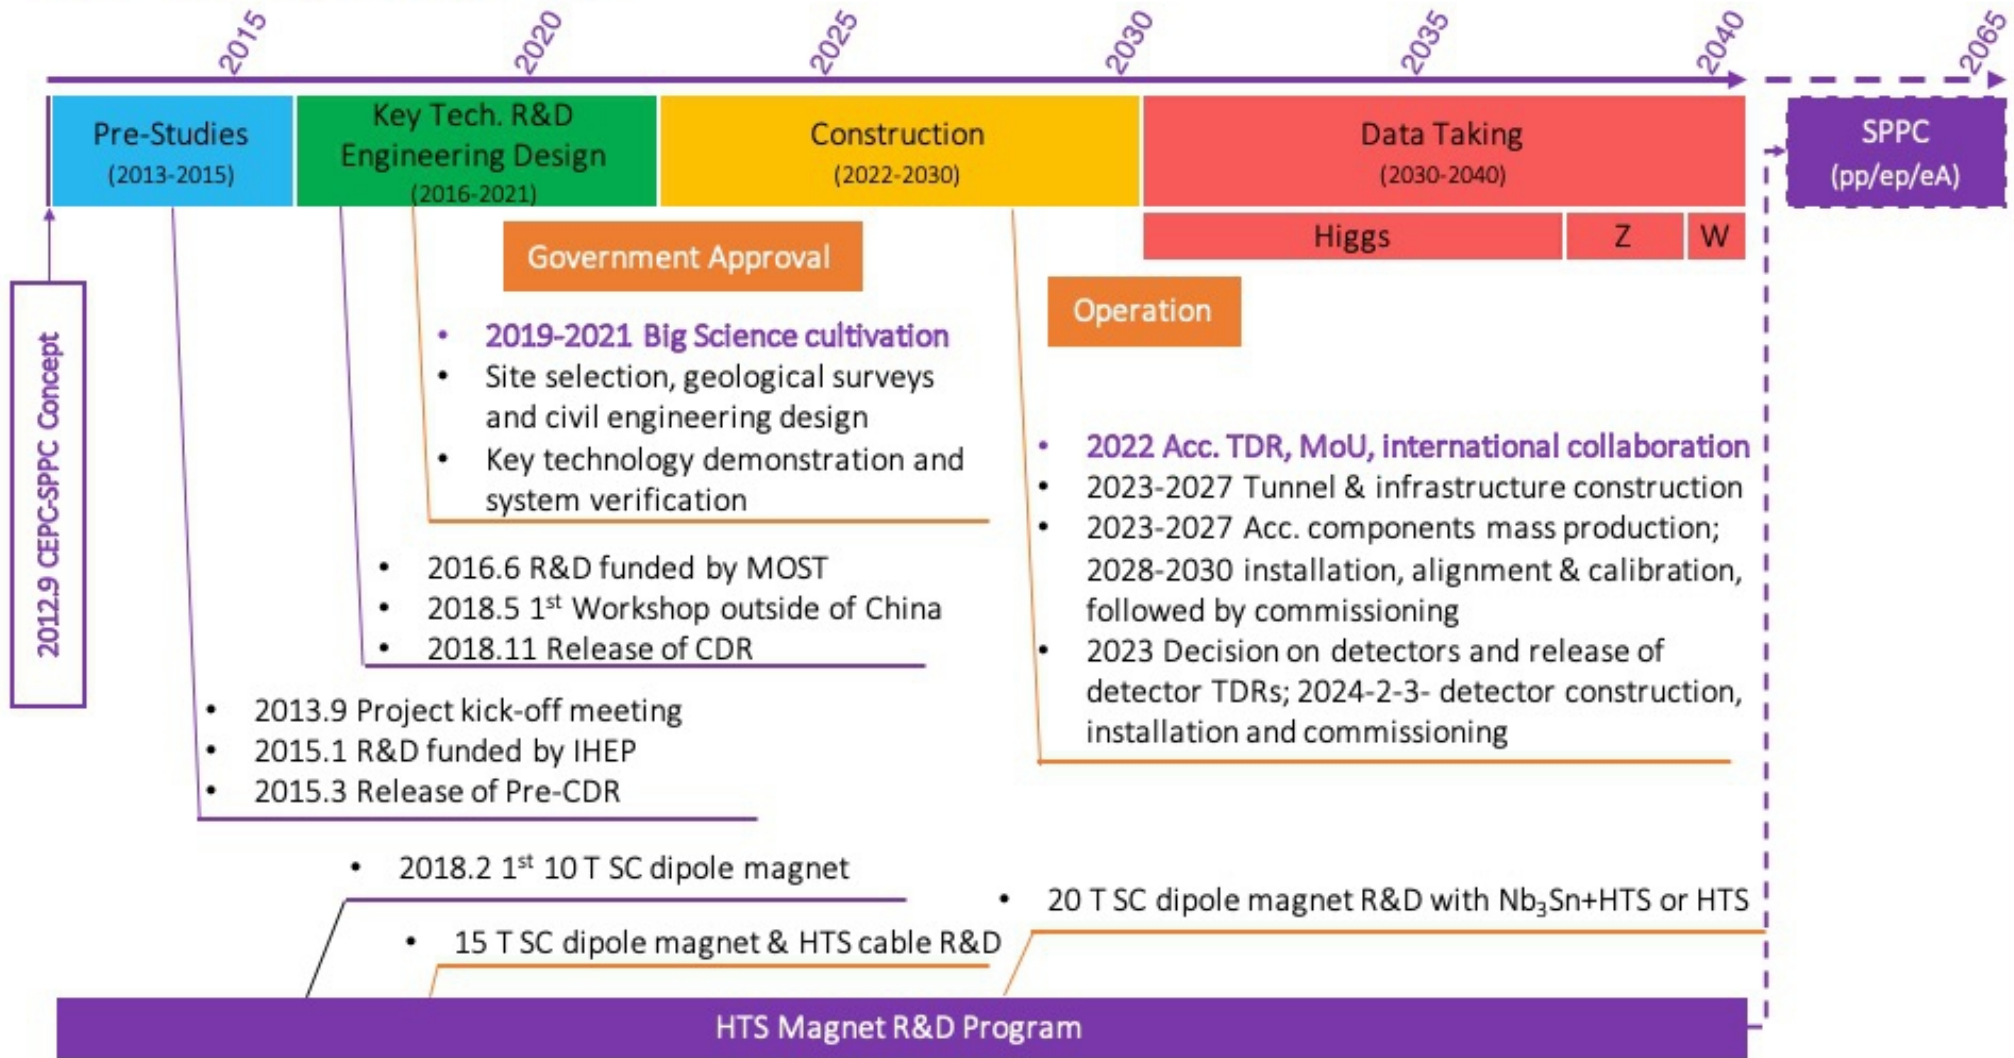 2015
2020
2025
2030
2035
2040
2065
Pre-Studies
(2013-2015)
Key Tech. R&D
Engineering Design
(2016-2021)
Construction
(2022-2030)
Data Taking
(2030-2040)
SPPC
(pp/ep/eA)
Higgs
Z
W
Government Approval
Operation
2012.9 CEPC-SPPC Concept
• 2019-2021 Big Science cultivation
• Site selection, geological surveys
and civil engineering design
• Key technology demonstration and
system verification
• 2022 Acc. TDR, MoU, international collaboration
• 2023-2027 Tunnel & infrastructure construction
• 2023-2027 Acc. components mass production;
2028-2030 installation, alignment & calibration,
followed by commissioning
• 2023 Decision on detectors and release of
detector TDRs; 2024-2-3- detector construction,
installation and commissioning
• 2016.6 R&D funded by MOST
• 2018.5 1st Workshop outside of China
• 2018.11 Release of CDR
• 2013.9 Project kick-off meeting
• 2015.1 R&D funded by IHEP
• 2015.3 Release of Pre-CDR
• 2018.2 1st 10 T SC dipole magnet
• 15 T SC dipole magnet & HTS cable R&D
• 20 T SC dipole magnet R&D with Nb₃Sn+HTS or HTS
HTS Magnet R&D Program